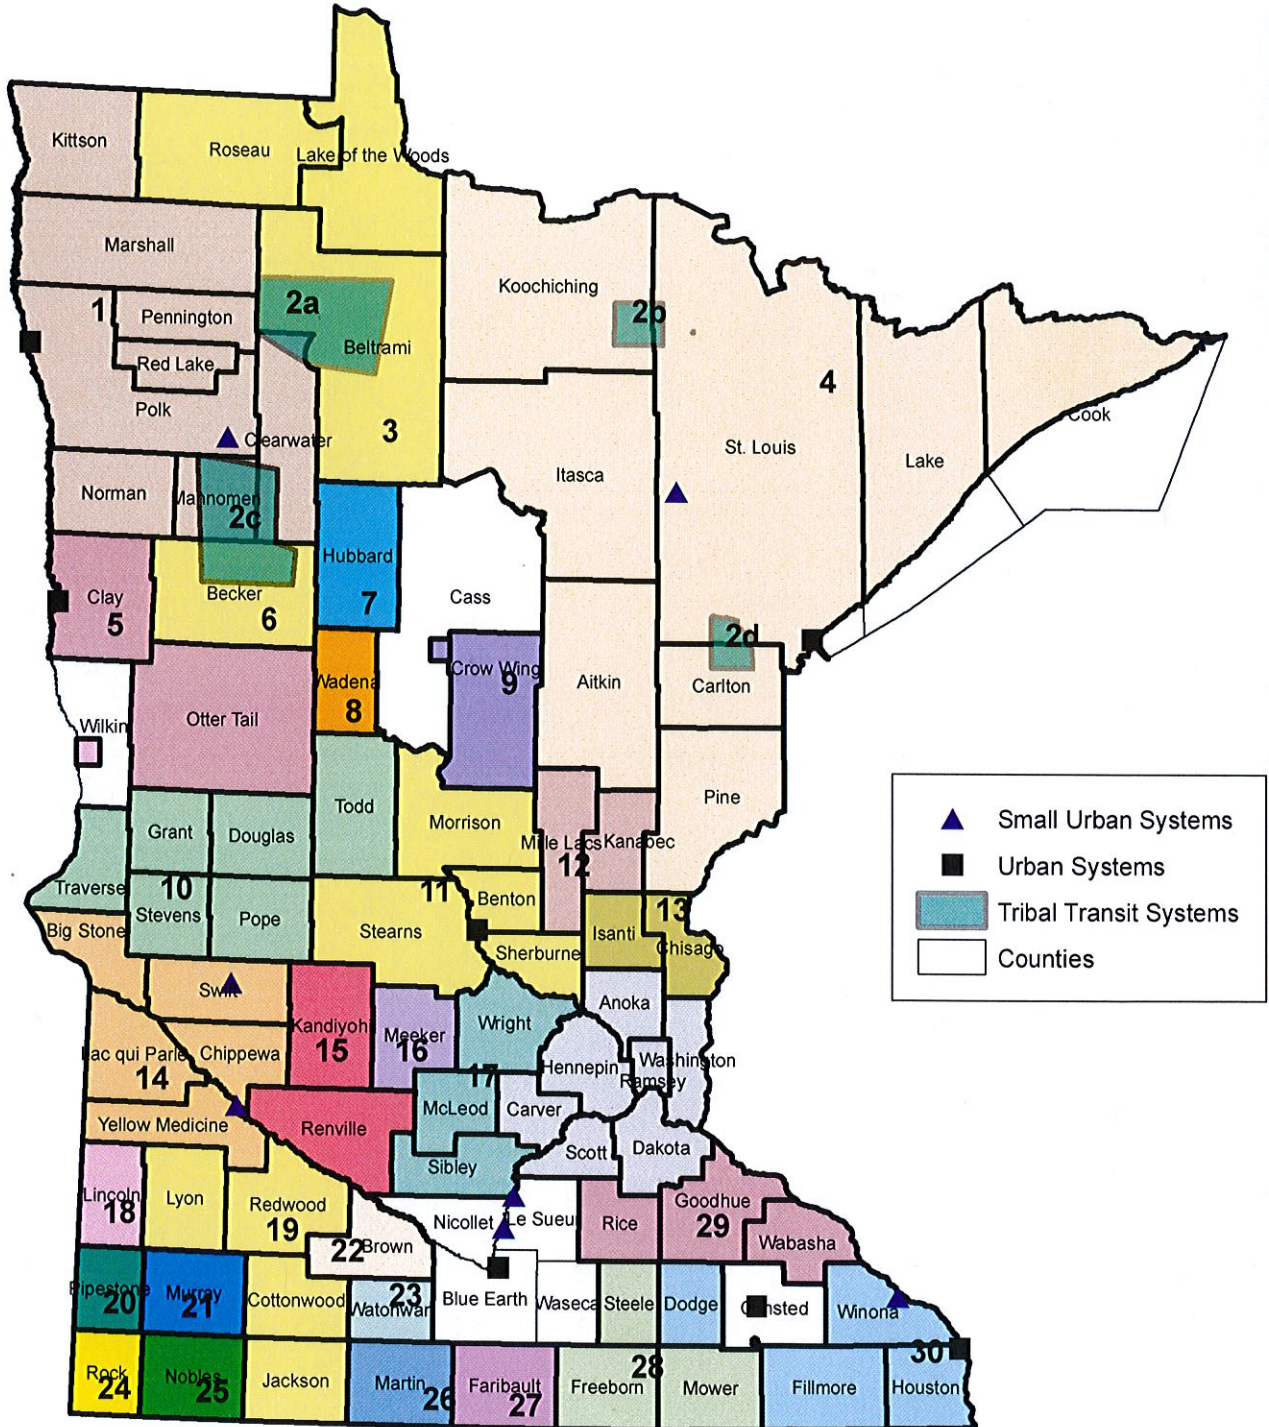 Kittson
Roseau
Lake of the Woods
Marshall
Koochiching
1
Pennington
2a
2b
Beltrami
Red Lake
4
Polk
Cook
3
Clearwater
St. Louis
Lake
Itasca
Norman
Mahnomen
2c
Hubbard
Clay
5
Becker
6
7
Cass
2d
Crow Wing
9
Aitkin
Carlton
Wadena
8
Otter Tail
Wilkin
Pine
Todd
Grant
Douglas
Morrison
Mille Lacs
Kanabec
12
Small Urban Systems
Urban Systems
Tribal Transit Systems
Counties
Traverse
10
11
Benton
13
Stevens
Pope
Big Stone
Stearns
Isanti
Chisago
Sherburne
Swift
Anoka
Kandiyohi
15
Meeker
16
Wright
Lac qui Parle
14
Chippewa
Hennepin
Washington
Ramsey
17
McLeod
Carver
Yellow Medicine
Renville
Scott
Dakota
Sibley
Lincoln
18
Lyon
Redwood
19
Nicollet
Le Sueur
Rice
Goodhue
29
Wabasha
22
Brown
Pipestone
20
Murray
21
Cottonwood
23
Watonwan
Blue Earth
Waseca
Steele
Dodge
Olmsted
Winona
30
Rock
24
Nobles
25
Jackson
Martin
26
Faribault
27
28
Freeborn
Mower
Fillmore
Houston